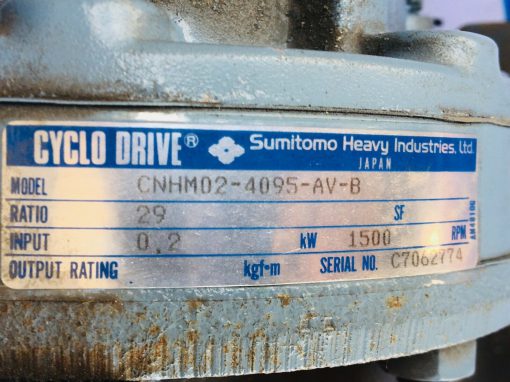 CYCLO DRIVE® Sumitomo Heavy Industries, Ltd.
JAPAN
MODEL CNHM02-4095-AV-B
RATIO 29 SF
INPUT 0.2 kW 1500 RPM
OUTPUT RATING kgf·m SERIAL NO. C7062774